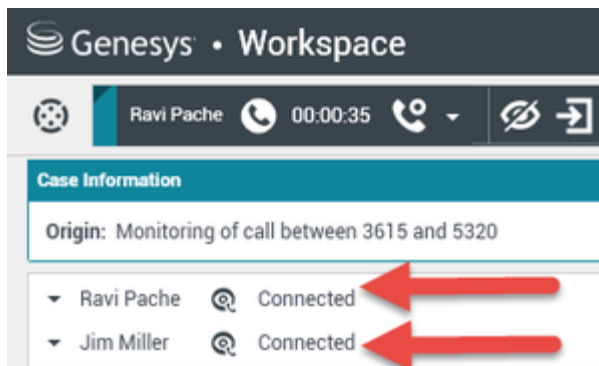 Genesys • Workspace
Ravi Pache 00:00:35
Case Information
Origin: Monitoring of call between 3615 and 5320
Ravi Pache Connected
Jim Miller Connected